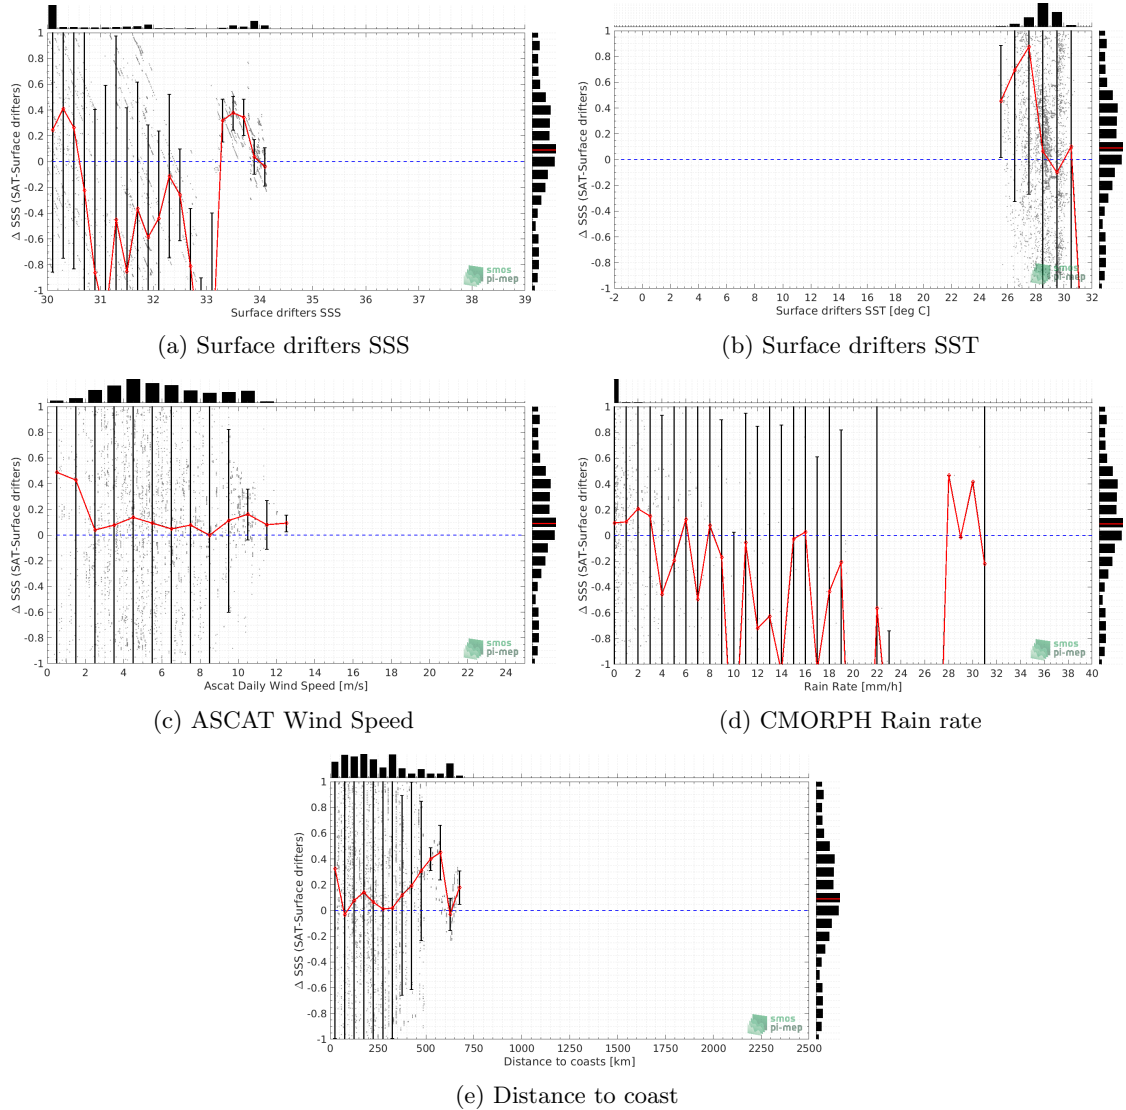 1
0.8
0.6
0.4
0.2
0
-0.2
-0.4
-0.6
-0.8
-1
Δ SSS (SAT-Surface drifters)
30 31 32 33 34 35 36 37 38 39
Surface drifters SSS
smos
pi-mep
(a) Surface drifters SSS
1
0.8
0.6
0.4
0.2
0
-0.2
-0.4
-0.6
-0.8
-1
Δ SSS (SAT-Surface drifters)
-2 0 2 4 6 8 10 12 14 16 18 20 22 24 26 28 30 32
Surface drifters SST [deg C]
smos
pi-mep
(b) Surface drifters SST
1
0.8
0.6
0.4
0.2
0
-0.2
-0.4
-0.6
-0.8
-1
Δ SSS (SAT-Surface drifters)
0 2 4 6 8 10 12 14 16 18 20 22 24
Ascat Daily Wind Speed [m/s]
smos
pi-mep
(c) ASCAT Wind Speed
1
0.8
0.6
0.4
0.2
0
-0.2
-0.4
-0.6
-0.8
-1
Δ SSS (SAT-Surface drifters)
0 2 4 6 8 10 12 14 16 18 20 22 24 26 28 30 32 34 36 38 40
Rain Rate [mm/h]
smos
pi-mep
(d) CMORPH Rain rate
1
0.8
0.6
0.4
0.2
0
-0.2
-0.4
-0.6
-0.8
-1
Δ SSS (SAT-Surface drifters)
0 250 500 750 1000 1250 1500 1750 2000 2250 2500
Distance to coasts [km]
smos
pi-mep
(e) Distance to coast